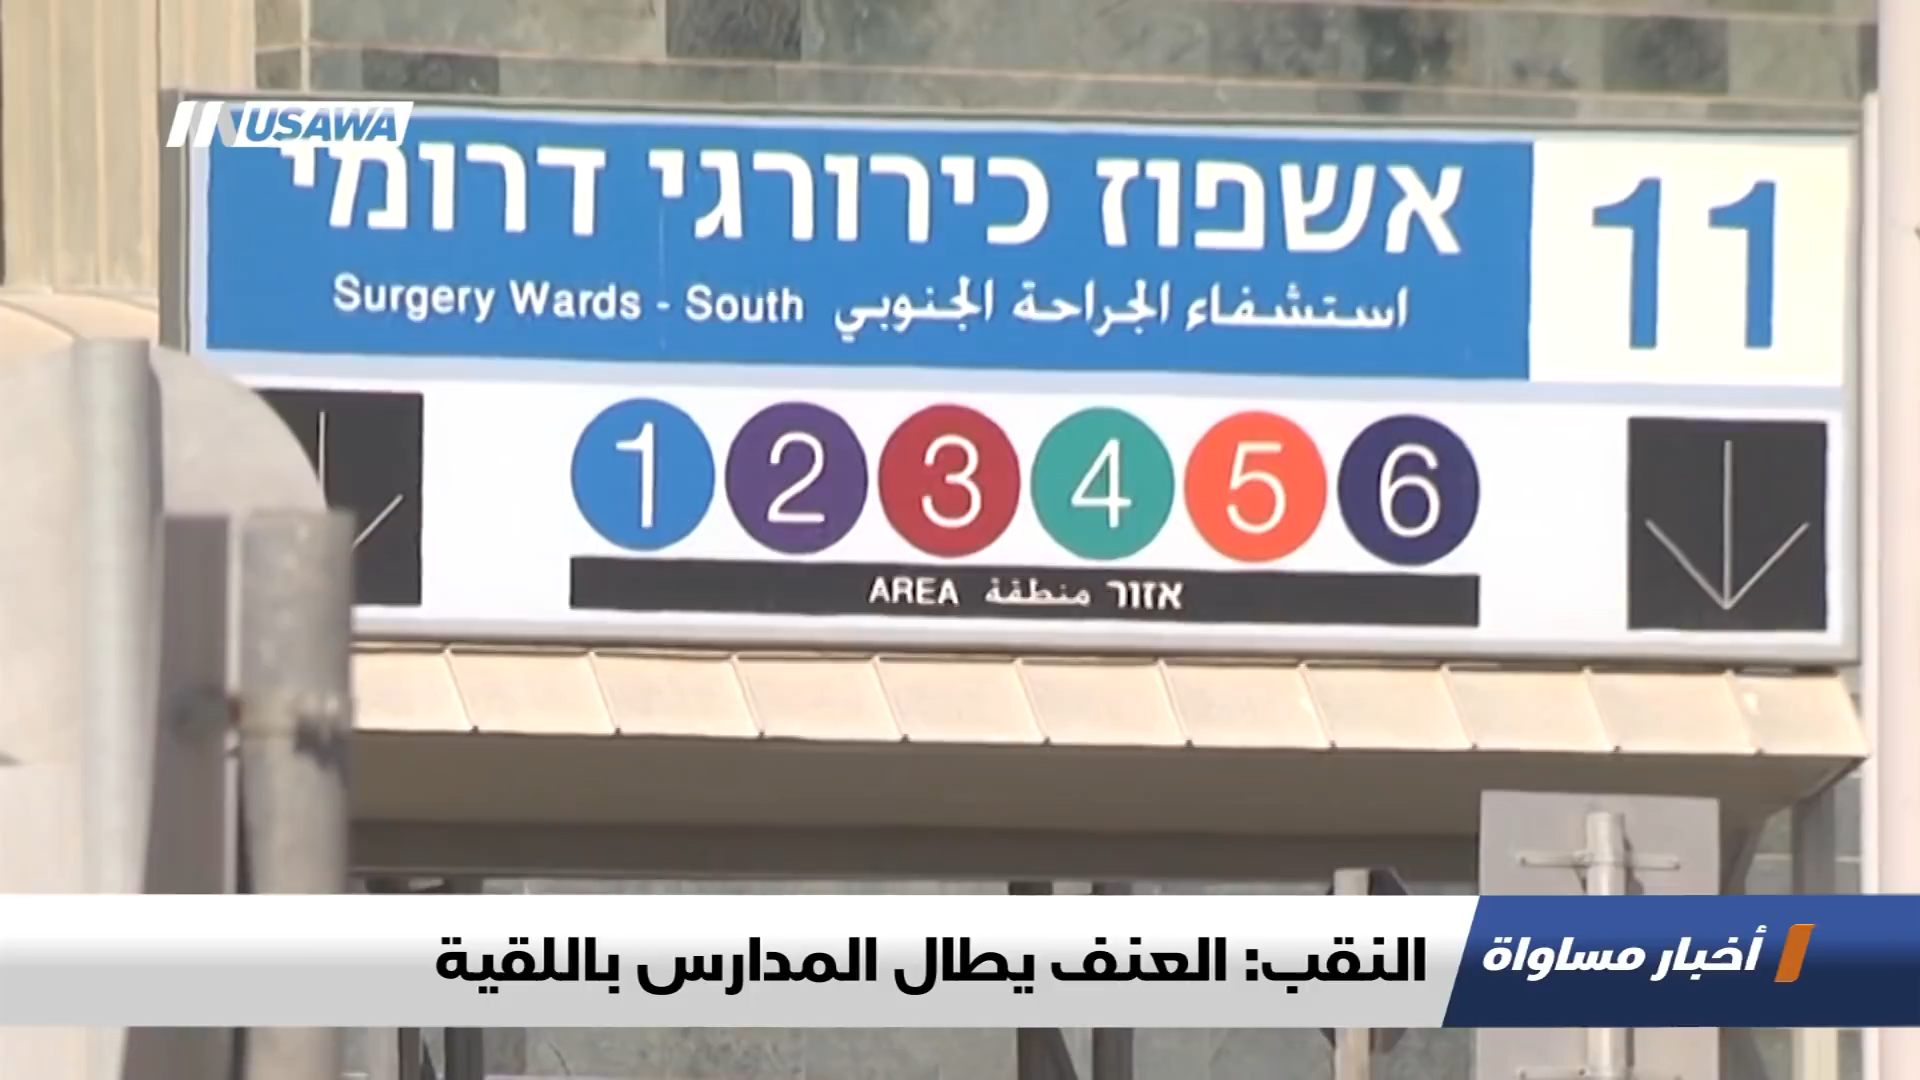 MUSAWA
אשפוז כירורגי דרומי
11
Surgery Wards - South استشفاء الجراحة الجنوبي
1 2 3 4 5 6
AREA منطقة אזור
أخبار مساواة
النقب: العنف يطال المدارس باللقية